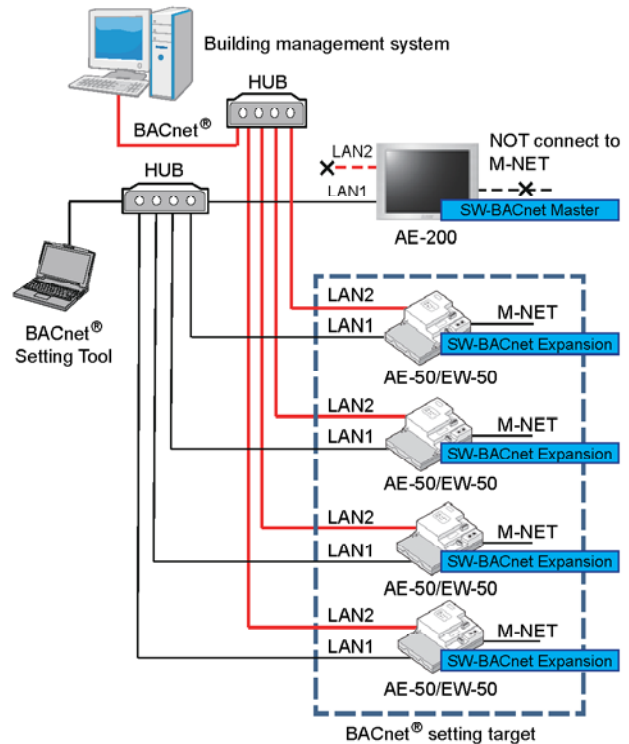 Building management system
HUB
BACnet®
HUB
LAN2
NOT connect to
M-NET
LAN1
SW-BACnet Master
AE-200
BACnet®
Setting Tool
LAN2
M-NET
LAN1
SW-BACnet Expansion
AE-50/EW-50
LAN2
M-NET
LAN1
SW-BACnet Expansion
AE-50/EW-50
LAN2
M-NET
LAN1
SW-BACnet Expansion
AE-50/EW-50
LAN2
M-NET
LAN1
SW-BACnet Expansion
AE-50/EW-50
BACnet® setting target